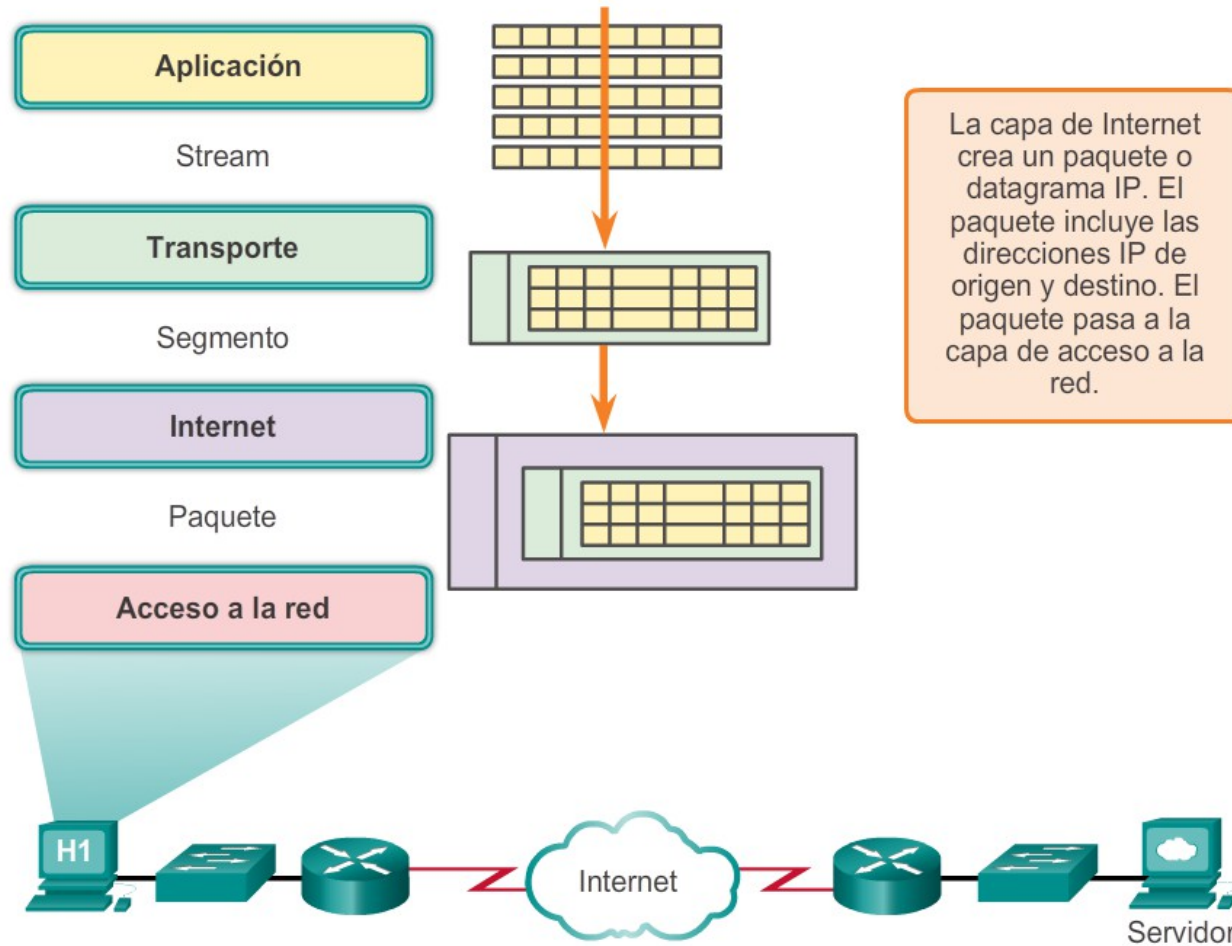 Aplicación
Stream
Transporte
Segmento
Internet
Paquete
Acceso a la red
La capa de Internet
crea un paquete o
datagrama IP. El
paquete incluye las
direcciones IP de
origen y destino. El
paquete pasa a la
capa de acceso a la
red.
H1
Internet
Servidor